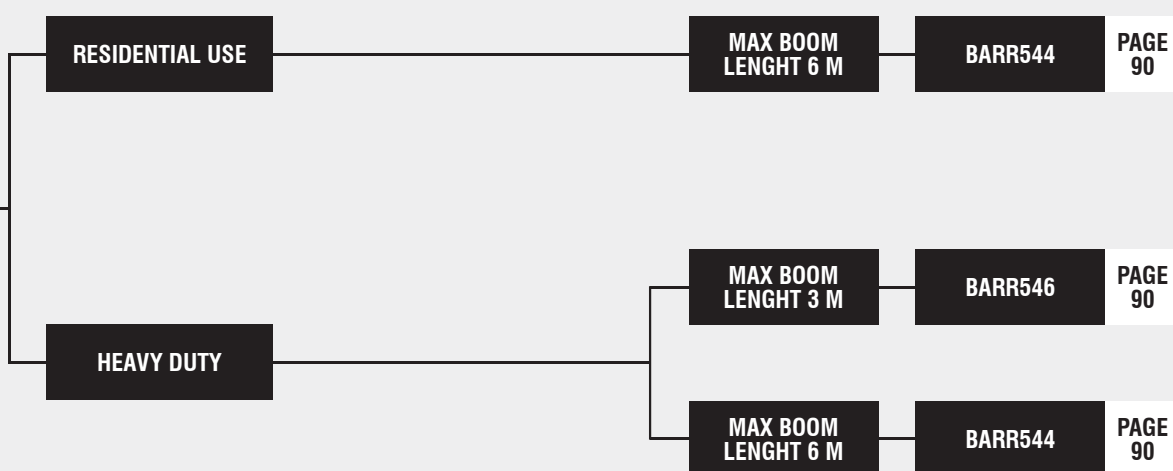 RESIDENTIAL USE
MAX BOOM
LENGHT 6 M
BARR544
PAGE
90
MAX BOOM
LENGHT 3 M
BARR546
PAGE
90
HEAVY DUTY
MAX BOOM
LENGHT 6 M
BARR544
PAGE
90